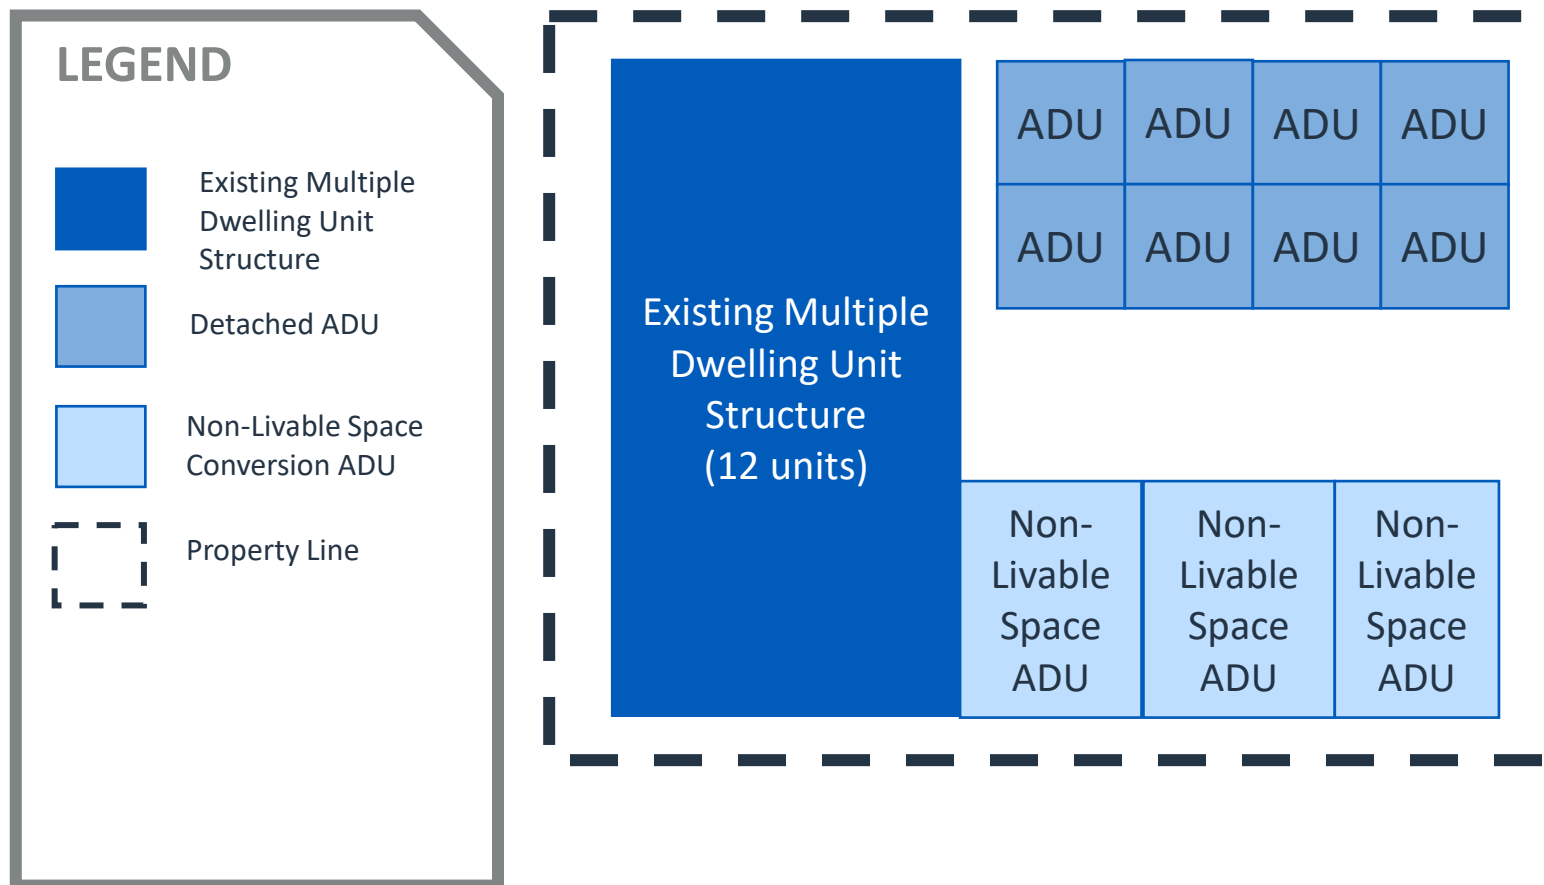 LEGEND
Existing Multiple
Dwelling Unit
Structure
Detached ADU
Non-Livable Space
Conversion ADU
Property Line
Existing Multiple
Dwelling Unit
Structure
(12 units)
ADU ADU ADU ADU
ADU ADU ADU ADU
Non-
Livable
Space
ADU
Non-
Livable
Space
ADU
Non-
Livable
Space
ADU